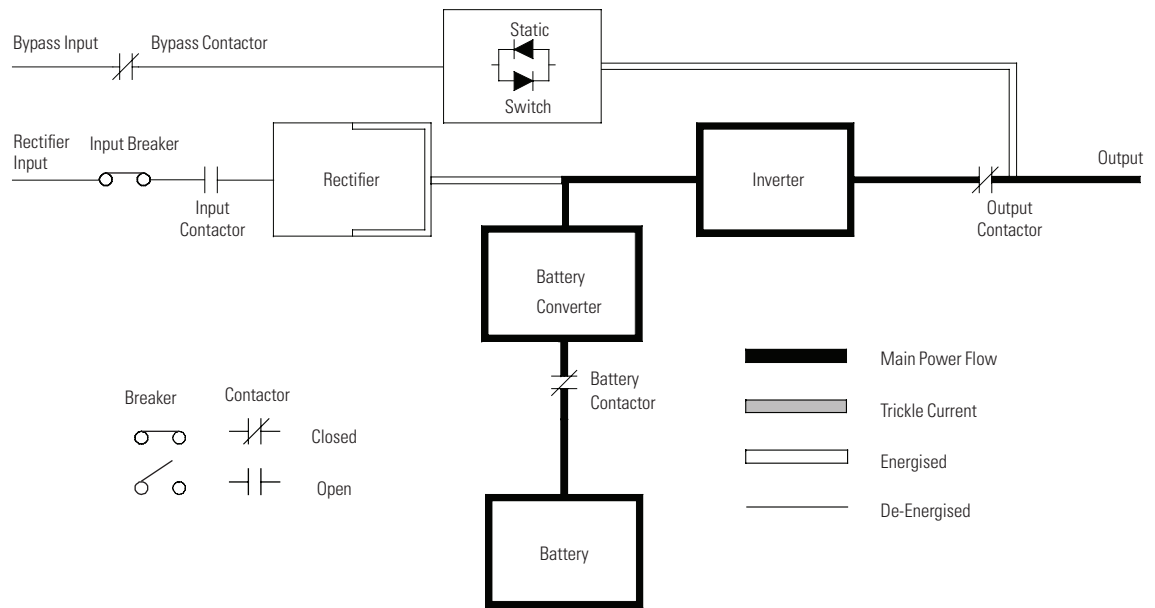 Static
Bypass Input
Bypass Contactor
Switch
Rectifier
Input
Input Breaker
Rectifier
Inverter
Output
Input
Contactor
Output
Contactor
Battery
Converter
Main Power Flow
Battery
Contactor
Breaker
Contactor
Trickle Current
Closed
Energised
Open
De-Energised
Battery